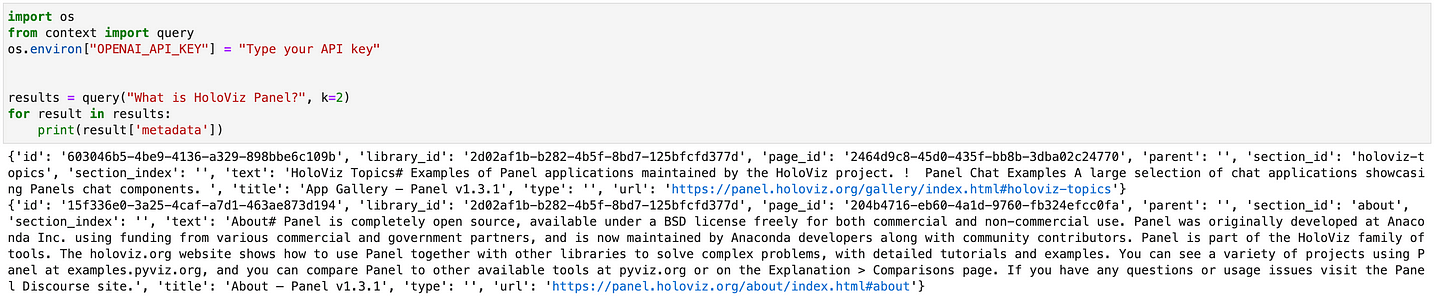 import os
from context import query
os.environ["OPENAI_API_KEY"] = "Type your API key"
results = query("What is HoloViz Panel?", k=2)
for result in results:
    print(result['metadata'])
{'id': '603046b5-4be9-4136-a329-898bbe6c109b', 'library_id': '2d02af1b-b282-4b5f-8bd7-125bfcfd377d', 'page_id': '2464d9c8-45d0-435f-bb8b-3dba02c24770', 'parent': '', 'section_id': 'holoviz-t
opics', 'section_index': '', 'text': 'HoloViz Topics# Examples of Panel applications maintained by the HoloViz project. !  Panel Chat Examples A large selection of chat applications showcasi
ng Panels chat components. ', 'title': 'App Gallery — Panel v1.3.1', 'type': '', 'url': 'https://panel.holoviz.org/gallery/index.html#holoviz-topics'}
{'id': '15f336e0-3a25-4caf-a7d1-463ae873d194', 'library_id': '2d02af1b-b282-4b5f-8bd7-125bfcfd377d', 'page_id': '204b4716-eb60-4a1d-9760-fb324efcc0fa', 'parent': '', 'section_id': 'about',
'section_index': '', 'text': 'About# Panel is completely open source, available under a BSD license freely for both commercial and non-commercial use. Panel was originally developed at Anaco
nda Inc. using funding from various commercial and government partners, and is now maintained by Anaconda developers along with community contributors. Panel is part of the HoloViz family of
tools. The holoviz.org website shows how to use Panel together with other libraries to solve complex problems, with detailed tutorials and examples. You can see a variety of projects using P
anel at examples.pyviz.org, and you can compare Panel to other available tools at pyviz.org or on the Explanation > Comparisons page. If you have any questions or usage issues visit the Pane
l Discourse site.', 'title': 'About — Panel v1.3.1', 'type': '', 'url': 'https://panel.holoviz.org/about/index.html#about'}